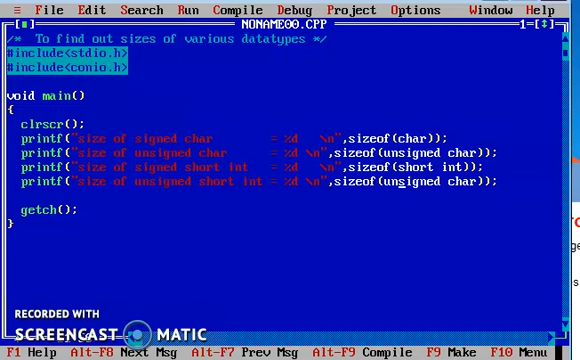 ≡ File Edit Search Run Compile Debug Project Options Window Help
[■] NONAME00.CPP 1=[↕]
/* To find out sizes of various datatypes */
#include<stdio.h>
#include<conio.h>
void main()
{
clrscr();
printf("size of signed char = %d \n",sizeof(char));
printf("size of unsigned char = %d \n",sizeof(unsigned char));
printf("size of signed short int = %d \n",sizeof(short int));
printf("size of unsigned short int = %d \n",sizeof(unsigned char));
getch();
}
RECORDED WITH
SCREENCAST MATIC
F1 Help Alt-F8 Next Msg Alt-F7 Prev Msg Alt-F9 Compile F9 Make F10 Menu